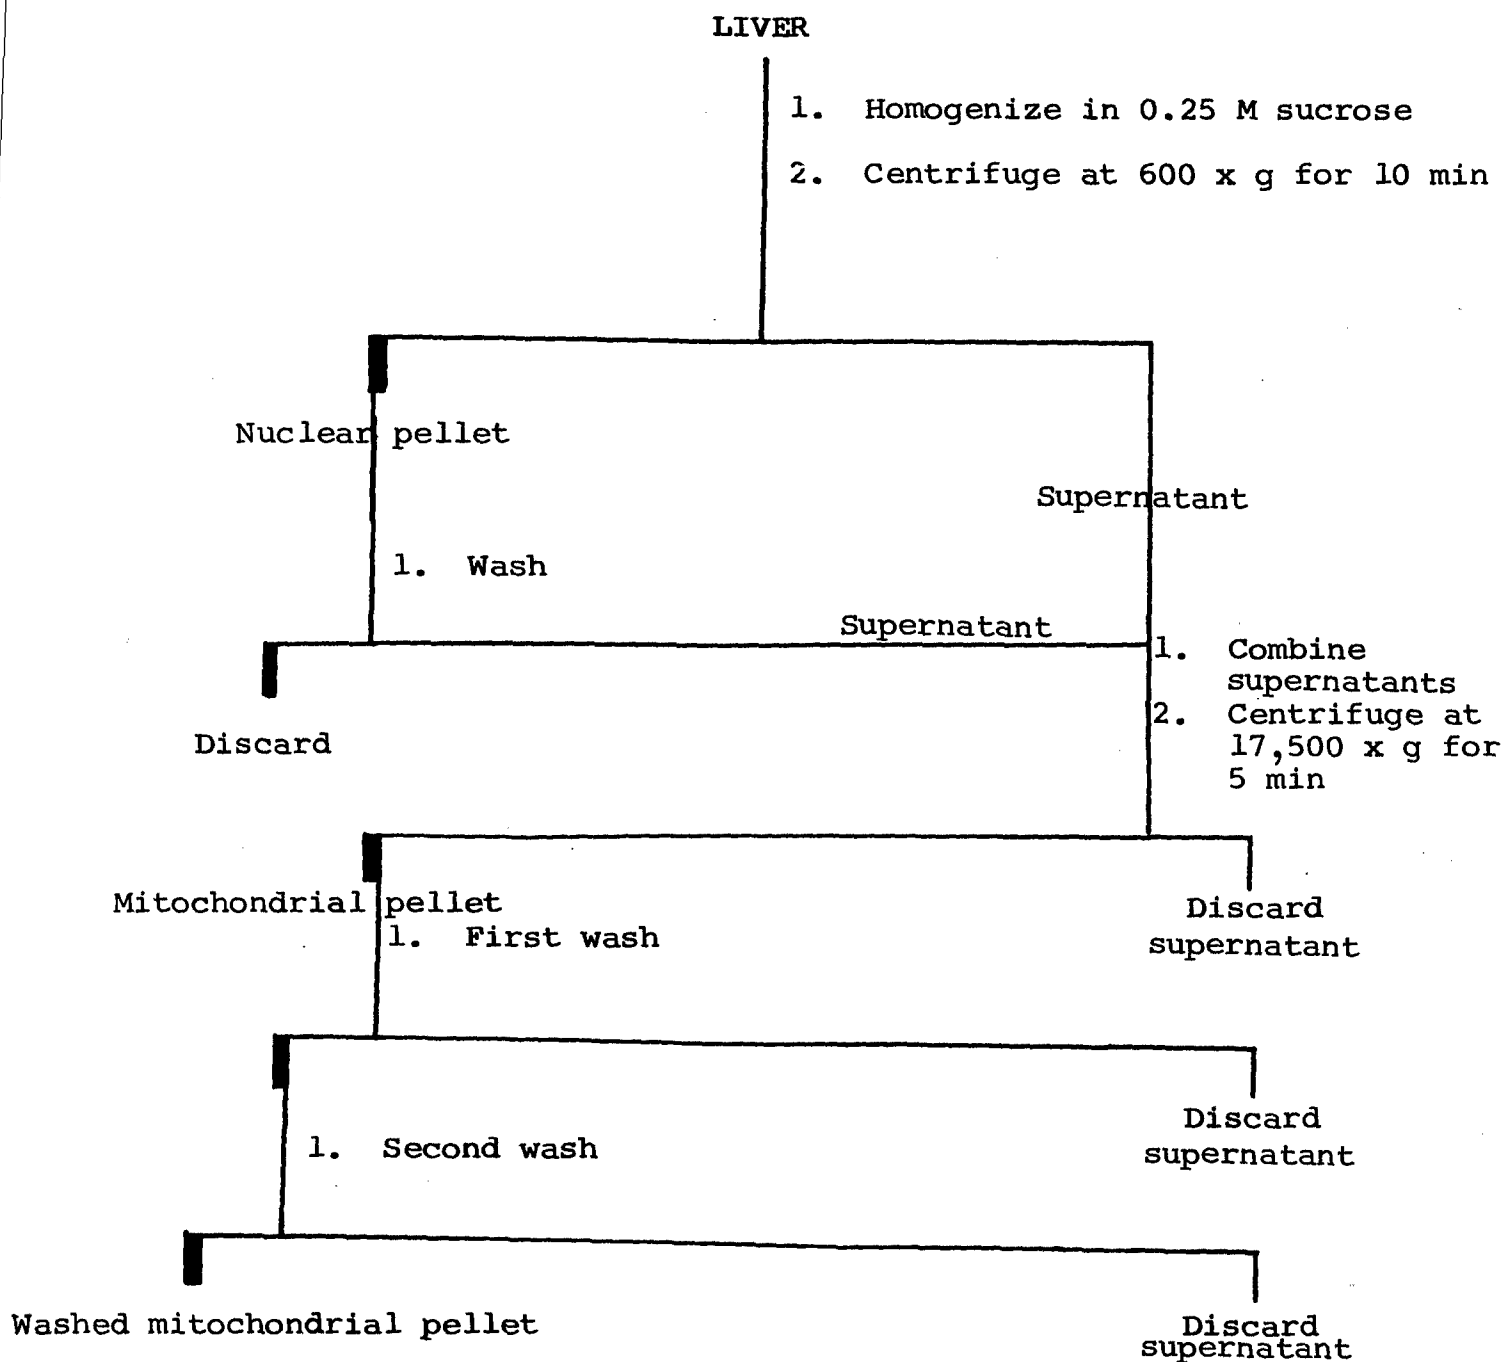 LIVER
1. Homogenize in 0.25 M sucrose
2. Centrifuge at 600 x g for 10 min
Nuclear pellet
Supernatant
1. Wash
Supernatant
1. Combine
supernatants
2. Centrifuge at
17,500 x g for
5 min
Discard
Mitochondrial pellet
1. First wash
Discard
supernatant
Discard
supernatant
1. Second wash
Washed mitochondrial pellet
Discard
supernatant